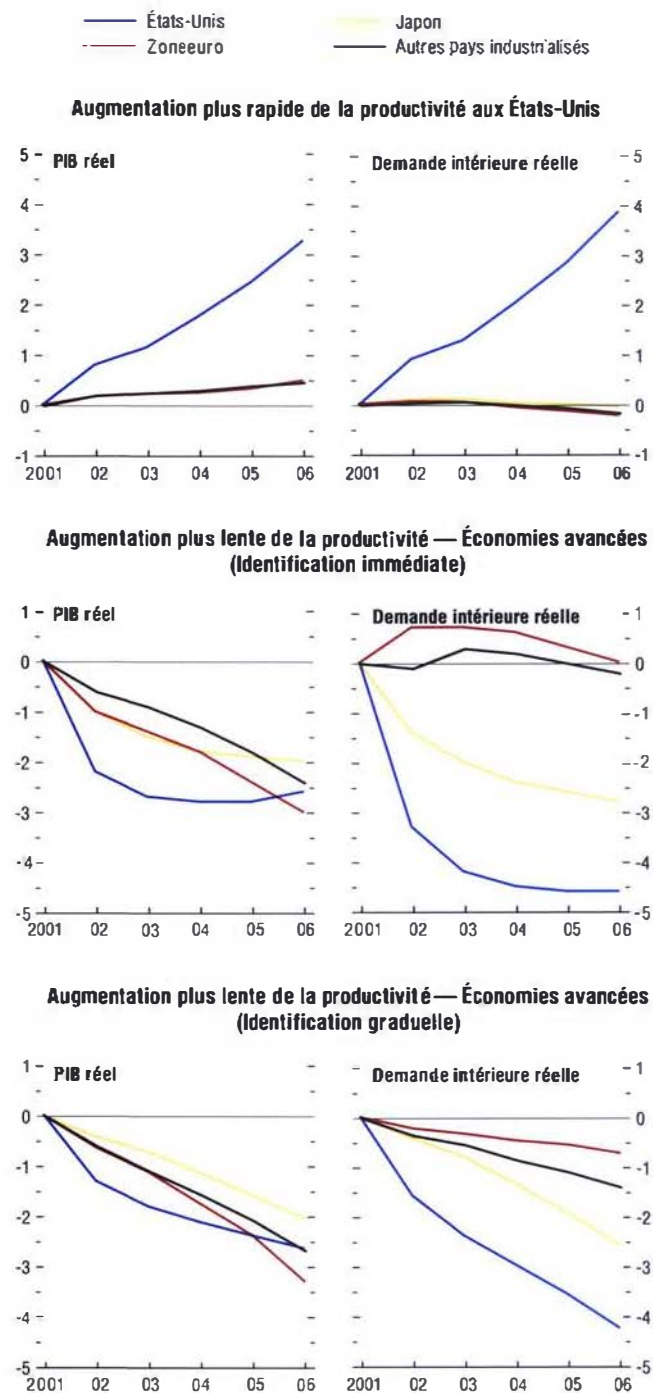 États-Unis
Japon
Zoneeuro
Autres pays industrialisés
Augmentation plus rapide de la productivité aux États-Unis
PIB réel
Demande intérieure réelle
5
4
3
2
1
0
-1
5
4
3
2
1
0
-1
2001 02 03 04 05 06
2001 02 03 04 05 06
Augmentation plus lente de la productivité — Économies avancées
(Identification immédiate)
PIB réel
Demande intérieure réelle
1
0
-1
-2
-3
-4
-5
1
0
-1
-2
-3
-4
-5
2001 02 03 04 05 06
2001 02 03 04 05 06
Augmentation plus lente de la productivité — Économies avancées
(Identification graduelle)
PIB réel
Demande intérieure réelle
1
0
-1
-2
-3
-4
-5
1
0
-1
-2
-3
-4
-5
2001 02 03 04 05 06
2001 02 03 04 05 06